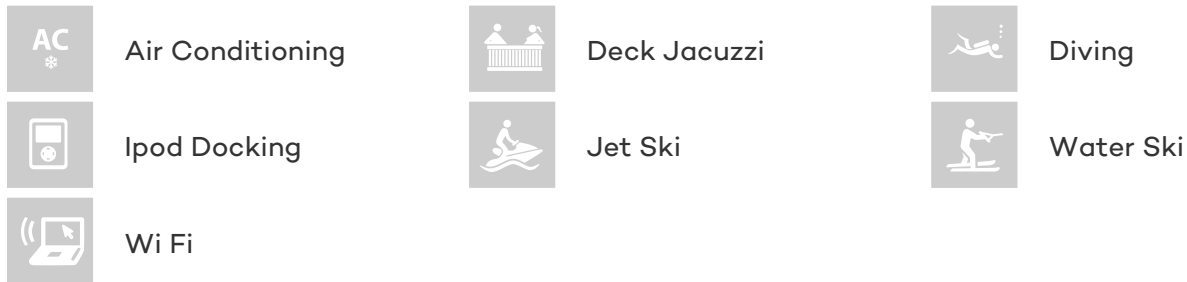 AC
Air Conditioning
Deck Jacuzzi
Diving
Ipod Docking
Jet Ski
Water Ski
Wi Fi